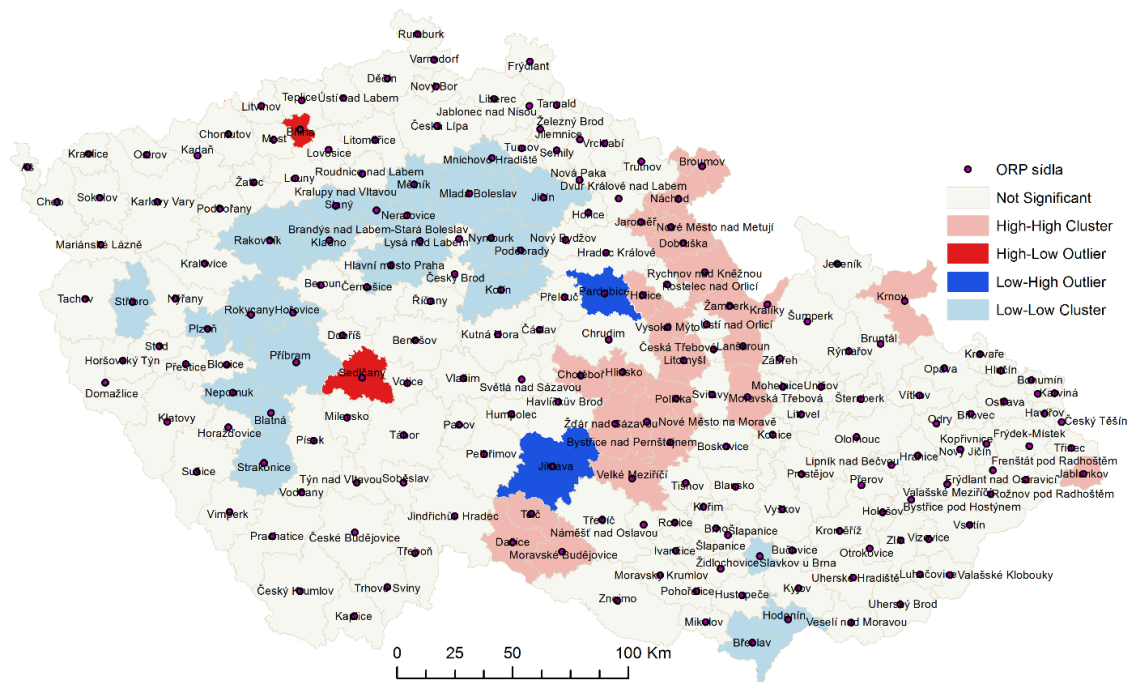 Rumburk
Varnsdorf
Frýdlant
Děčín
Nový Bor
Teplice
Ústí nad Labem
Liberec
Tanvald
Litvínov
Jablonec nad Nisou
Železný Brod
Chomutov
Most
Bílina
Litoměřice
Česká Lípa
Jilemnice
Vrchlabí
Turnov
Semily
Kraslice
Ostrov
Kadaň
Lovosice
Mnichovo Hradiště
Trutnov
Broumov
Aš
Roudnice nad Labem
Nová Paka
Žatec
Louny
Mělník
Dvůr Králové nad Labem
Cheb
Sokolov
Karlovy Vary
Podbořany
Kralupy nad Vltavou
Slaný
Mladá Boleslav
Jičín
Náchod
Neratovice
Hořice
Jaroměř
Nové Město nad Metují
Mariánské Lázně
Rakovník
Brandýs nad Labem-Stará Boleslav
Kladno
Lysá nad Labem
Nymburk
Nový Bydžov
Dobruška
Poděbrady
Hradec Králové
Kralovice
Hlavní město Praha
Jeseník
Beroun
Černošice
Český Brod
Rychnov nad Kněžnou
Kostelec nad Orlicí
Tachov
Stříbro
Nýřany
Říčany
Kolín
Přelouč
Pardubice
Holice
Žamberk
Králíky
Krnov
Rokycany
Hořovice
Šumperk
Plzeň
Dobříš
Benešov
Kutná Hora
Čáslav
Chrudim
Vysoké Mýto
Ústí nad Orlicí
Bruntál
Stod
Česká Třebová
Lanškroun
Rýmařov
Krvaře
Horšovský Týn
Přeštice
Blovice
Příbram
Litomyšl
Zábřeh
Opava
Hlučín
Sedlčany
Votice
Vlašim
Světlá nad Sázavou
Chotěboř
Hlinsko
Bohumín
Domažlice
Nepomuk
Mohelnice
Uničov
Vítkov
Karviná
Havlíčkův Brod
Polička
Svitavy
Moravská Třebová
Šternberk
Ostrava
Klatovy
Horažďovice
Blatná
Milevsko
Humpolec
Litovel
Odry
Bílovec
Havířov
Český Těšín
Písek
Tábor
Pacov
Žďár nad Sázavou
Nové Město na Moravě
Konice
Olomouc
Kopřivnice
Frýdek-Místek
Bystřice nad Pernštejnem
Boskovice
Nový Jičín
Třinec
Sušice
Strakonice
Pelhřimov
Jihlava
Hranice
Lipník nad Bečvou
Frenštát pod Radhoštěm
Týn nad Vltavou
Soběslav
Velké Meziříčí
Tišnov
Blansko
Prostějov
Přerov
Frýdlant nad Ostravicí
Jablunkov
Vodňany
Valašské Meziříčí
Rožnov pod Radhoštěm
Vimperk
Jindřichův Hradec
Telč
Třebíč
Kuřim
Vyškov
Holešov
Bystřice pod Hostýnem
Prachatice
České Budějovice
Náměšť nad Oslavou
Rosice
Brno
Šlapanice
Kroměříž
Vsetín
Dačice
Šlapanice
Zlín
Vizovice
Třeboň
Moravské Budějovice
Ivančice
Bučovice
Otrokovice
Židlochovice
Slavkov u Brna
Český Krumlov
Trhové Sviny
Moravský Krumlov
Uherské Hradiště
Luhačovice
Valašské Klobouky
Znojmo
Pohořelice
Hustopeče
Kyjov
Kaplice
Uherský Brod
Mikulov
Hodonín
Veselí nad Moravou
Břeclav
ORP sídla
Not Significant
High-High Cluster
High-Low Outlier
Low-High Outlier
Low-Low Cluster
0 25 50 100 Km